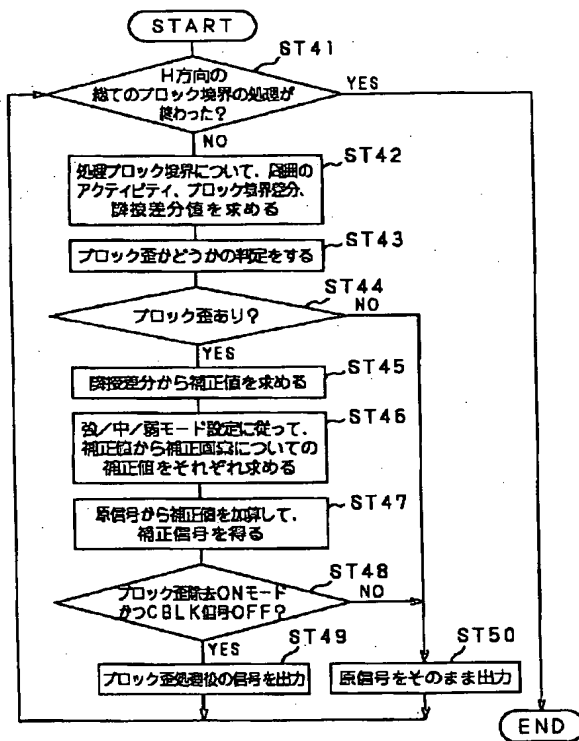 START
ST41
H方向の
総てのブロック境界の処理が
終わった?
YES
NO
ST42
処理ブロック境界について、周囲の
アクティビティ、ブロック境界差分、
隣接差分値を求める
ST43
ブロック歪かどうかの判定をする
ST44
ブロック歪あり?
NO
YES
ST45
隣接差分から補正値を求める
ST46
強/中/弱モード設定に従って、
補正値から補正画素についての
補正値をそれぞれ求める
ST47
原信号から補正値を加算して、
補正信号を得る
ST48
ブロック歪除去ONモード
かつCBLK信号OFF?
NO
YES
ST49
ブロック歪処理後の信号を出力
ST50
原信号をそのまま出力
END